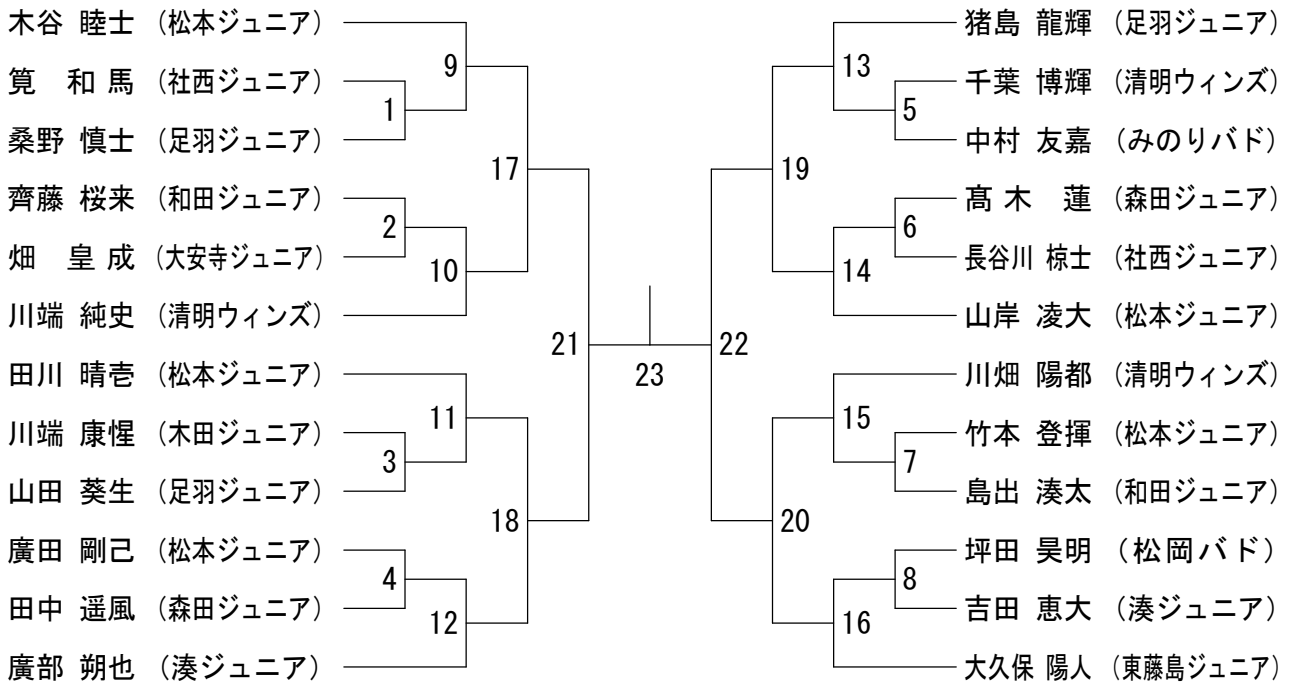 木谷 睦士 (松本ジュニア)
筧 和馬 (社西ジュニア)
桑野 慎士 (足羽ジュニア)
齊藤 桜来 (和田ジュニア)
畑 皇成 (大安寺ジュニア)
川端 純史 (清明ウィンズ)
田川 晴壱 (松本ジュニア)
川端 康惺 (木田ジュニア)
山田 葵生 (足羽ジュニア)
廣田 剛己 (松本ジュニア)
田中 遥風 (森田ジュニア)
廣部 朔也 (湊ジュニア)
1
2
3
4
9
10
11
12
17
18
21
23
22
19
20
13
14
15
16
5
6
7
8
猪島 龍輝 (足羽ジュニア)
千葉 博輝 (清明ウィンズ)
中村 友嘉 (みのりバド)
髙木 蓮 (森田ジュニア)
長谷川 椋士 (社西ジュニア)
山岸 凌大 (松本ジュニア)
川畑 陽都 (清明ウィンズ)
竹本 登揮 (松本ジュニア)
島出 湊太 (和田ジュニア)
坪田 昊明 (松岡バド)
吉田 恵大 (湊ジュニア)
大久保 陽人 (東藤島ジュニア)